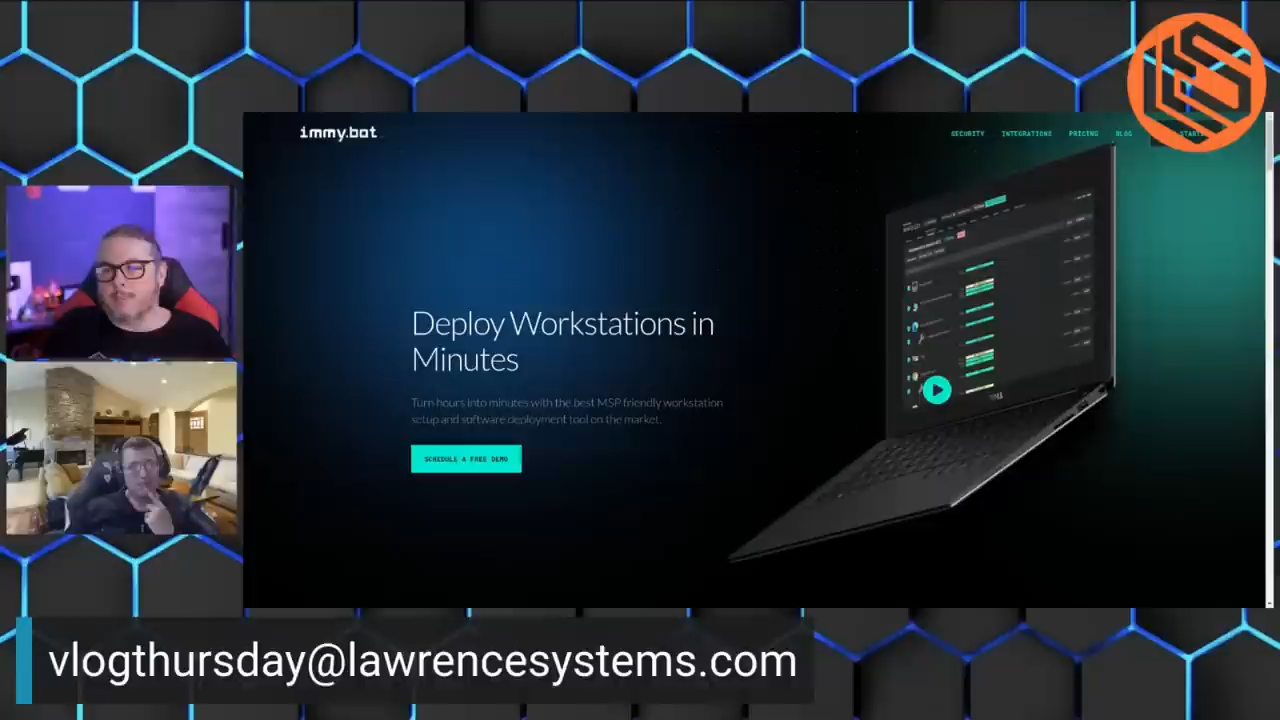 immy.bot
SECURITY INTEGRATIONS PRICING BLOG
Deploy Workstations in
Minutes
Turn hours into minutes with the best MSP friendly workstation
setup and software deployment tool on the market.
SCHEDULE A FREE DEMO
vlogthursday@lawrencesystems.com